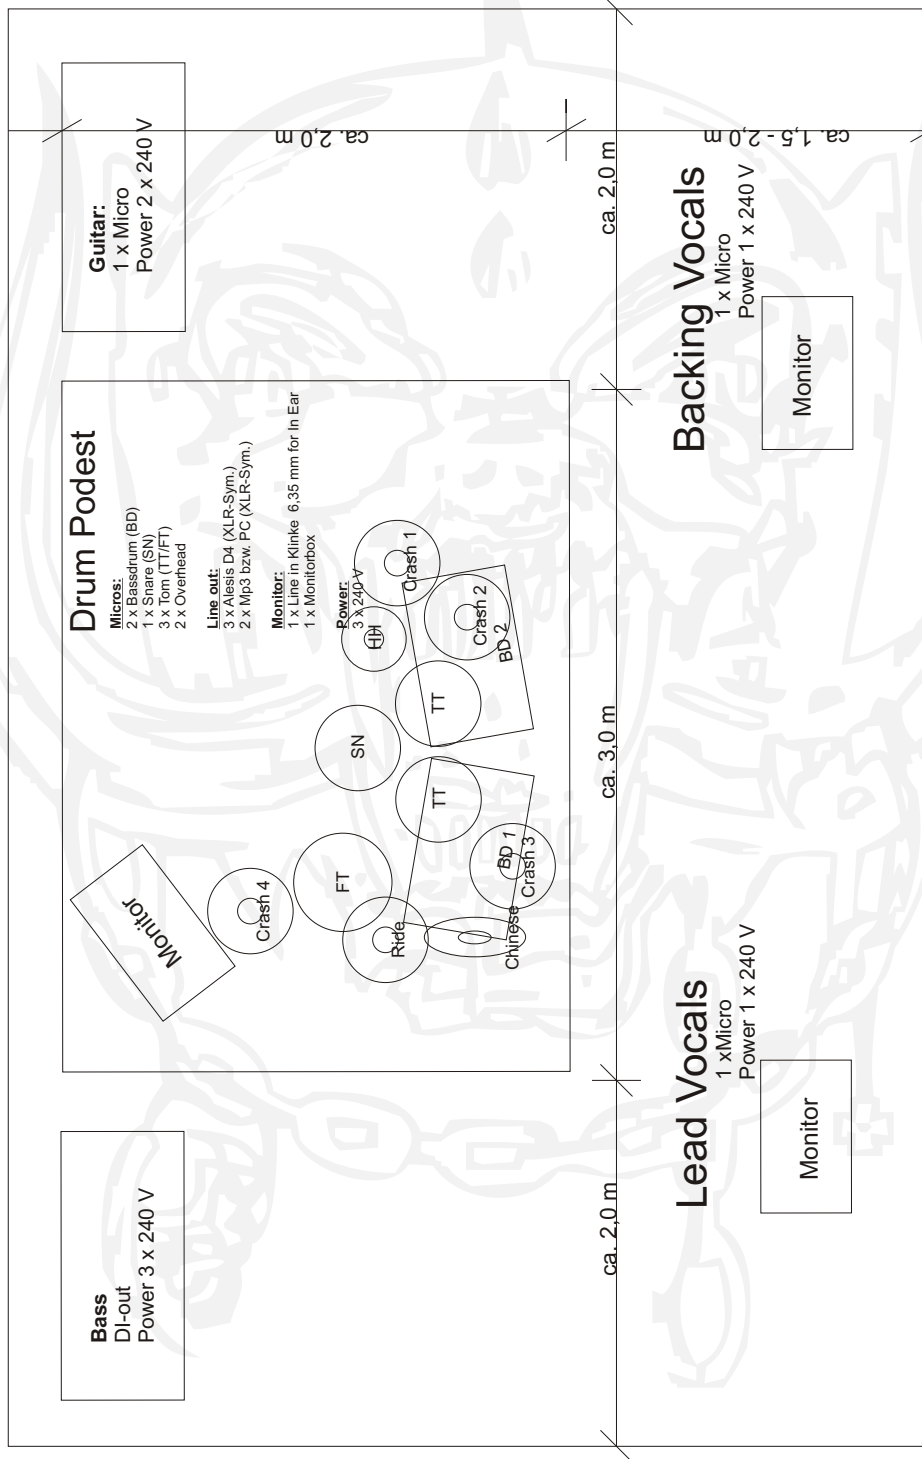 Bass
DI-out
Power 3 x 240 V
Monitor
Drum Podest
Micros:
2 x Bassdrum (BD)
1 x Snare (SN)
3 x Tom (TT/FT)
2 x Overhead
Line out:
3 x Alesis D4 (XLR-Sym.)
2 x Mp3 bzw. PC (XLR-Sym.)
Monitor:
1 x Line in Klinke 6,35 mm for In Ear
1 x Monitorbox
Power:
3 x 240 V
Guitar:
1 x Micro
Power 2 x 240 V
Crash 4
FT
SN
HH
Crash 1
Ride
TT
TT
Crash 2
Chinese
BD 1
Crash 3
BD 2
ca. 2,0 m
ca. 2,0 m
ca. 3,0 m
ca. 2,0 m
ca. 1,5 - 2,0 m
Lead Vocals
1 xMicro
Power 1 x 240 V
Monitor
Backing Vocals
1 x Micro
Power 1 x 240 V
Monitor